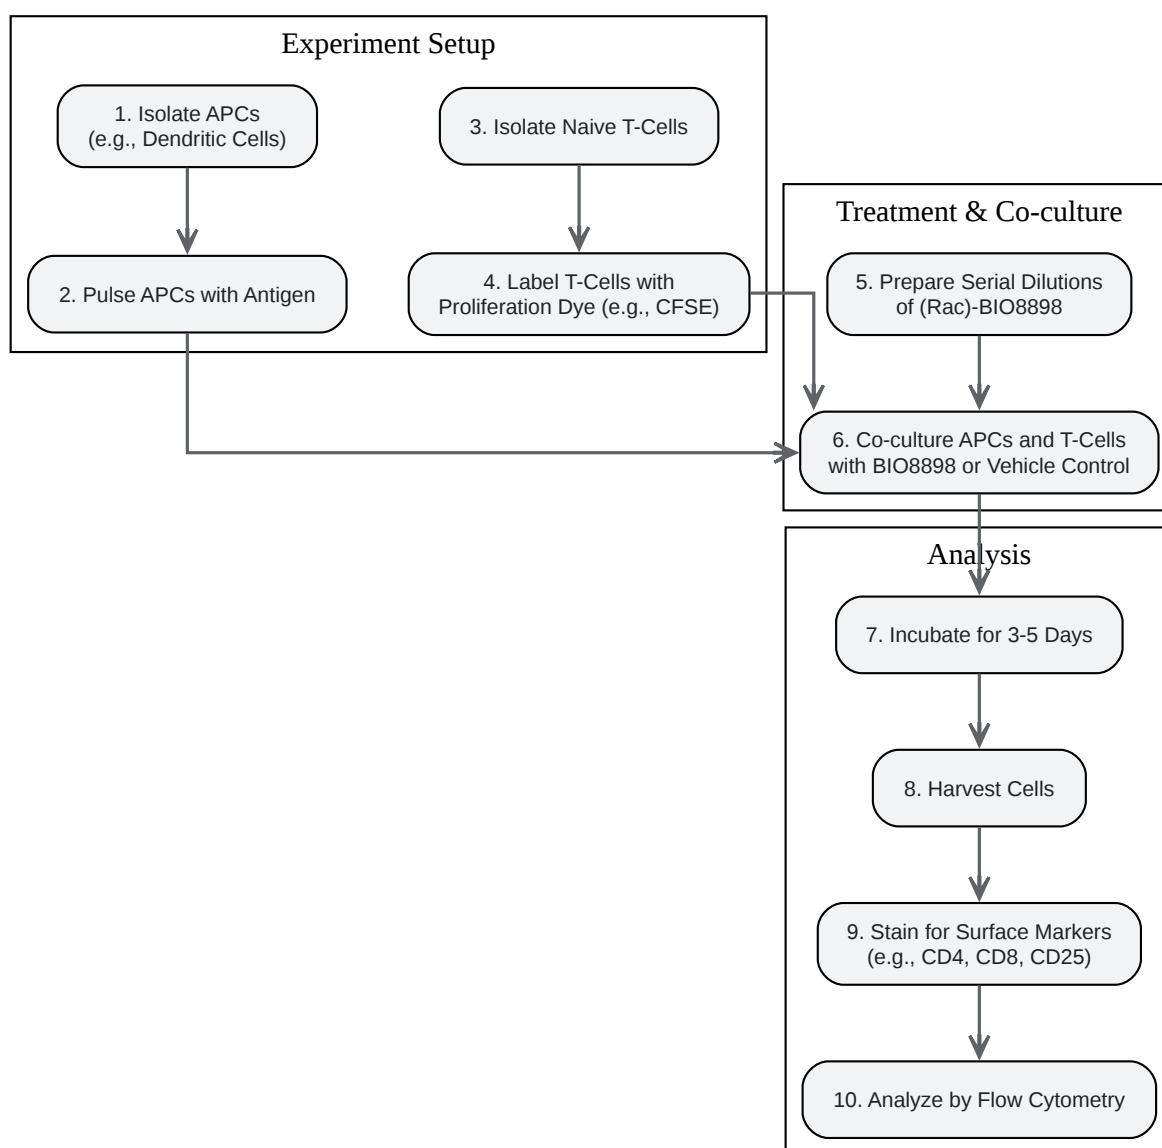 Experiment Setup
1. Isolate APCs
(e.g., Dendritic Cells)
3. Isolate Naive T-Cells
2. Pulse APCs with Antigen
4. Label T-Cells with
Proliferation Dye (e.g., CFSE)
Treatment & Co-culture
5. Prepare Serial Dilutions
of (Rac)-BIO8898
6. Co-culture APCs and T-Cells
with BIO8898 or Vehicle Control
Analysis
7. Incubate for 3-5 Days
8. Harvest Cells
9. Stain for Surface Markers
(e.g., CD4, CD8, CD25)
10. Analyze by Flow Cytometry